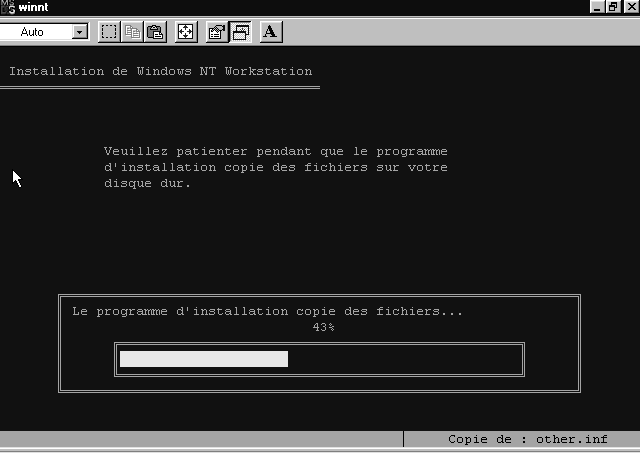 winnt
Auto
A
Installation de Windows NT Workstation
Veuillez patienter pendant que le programme
d'installation copie des fichiers sur votre
disque dur.
Le programme d'installation copie des fichiers...
43%
Copie de : other.inf